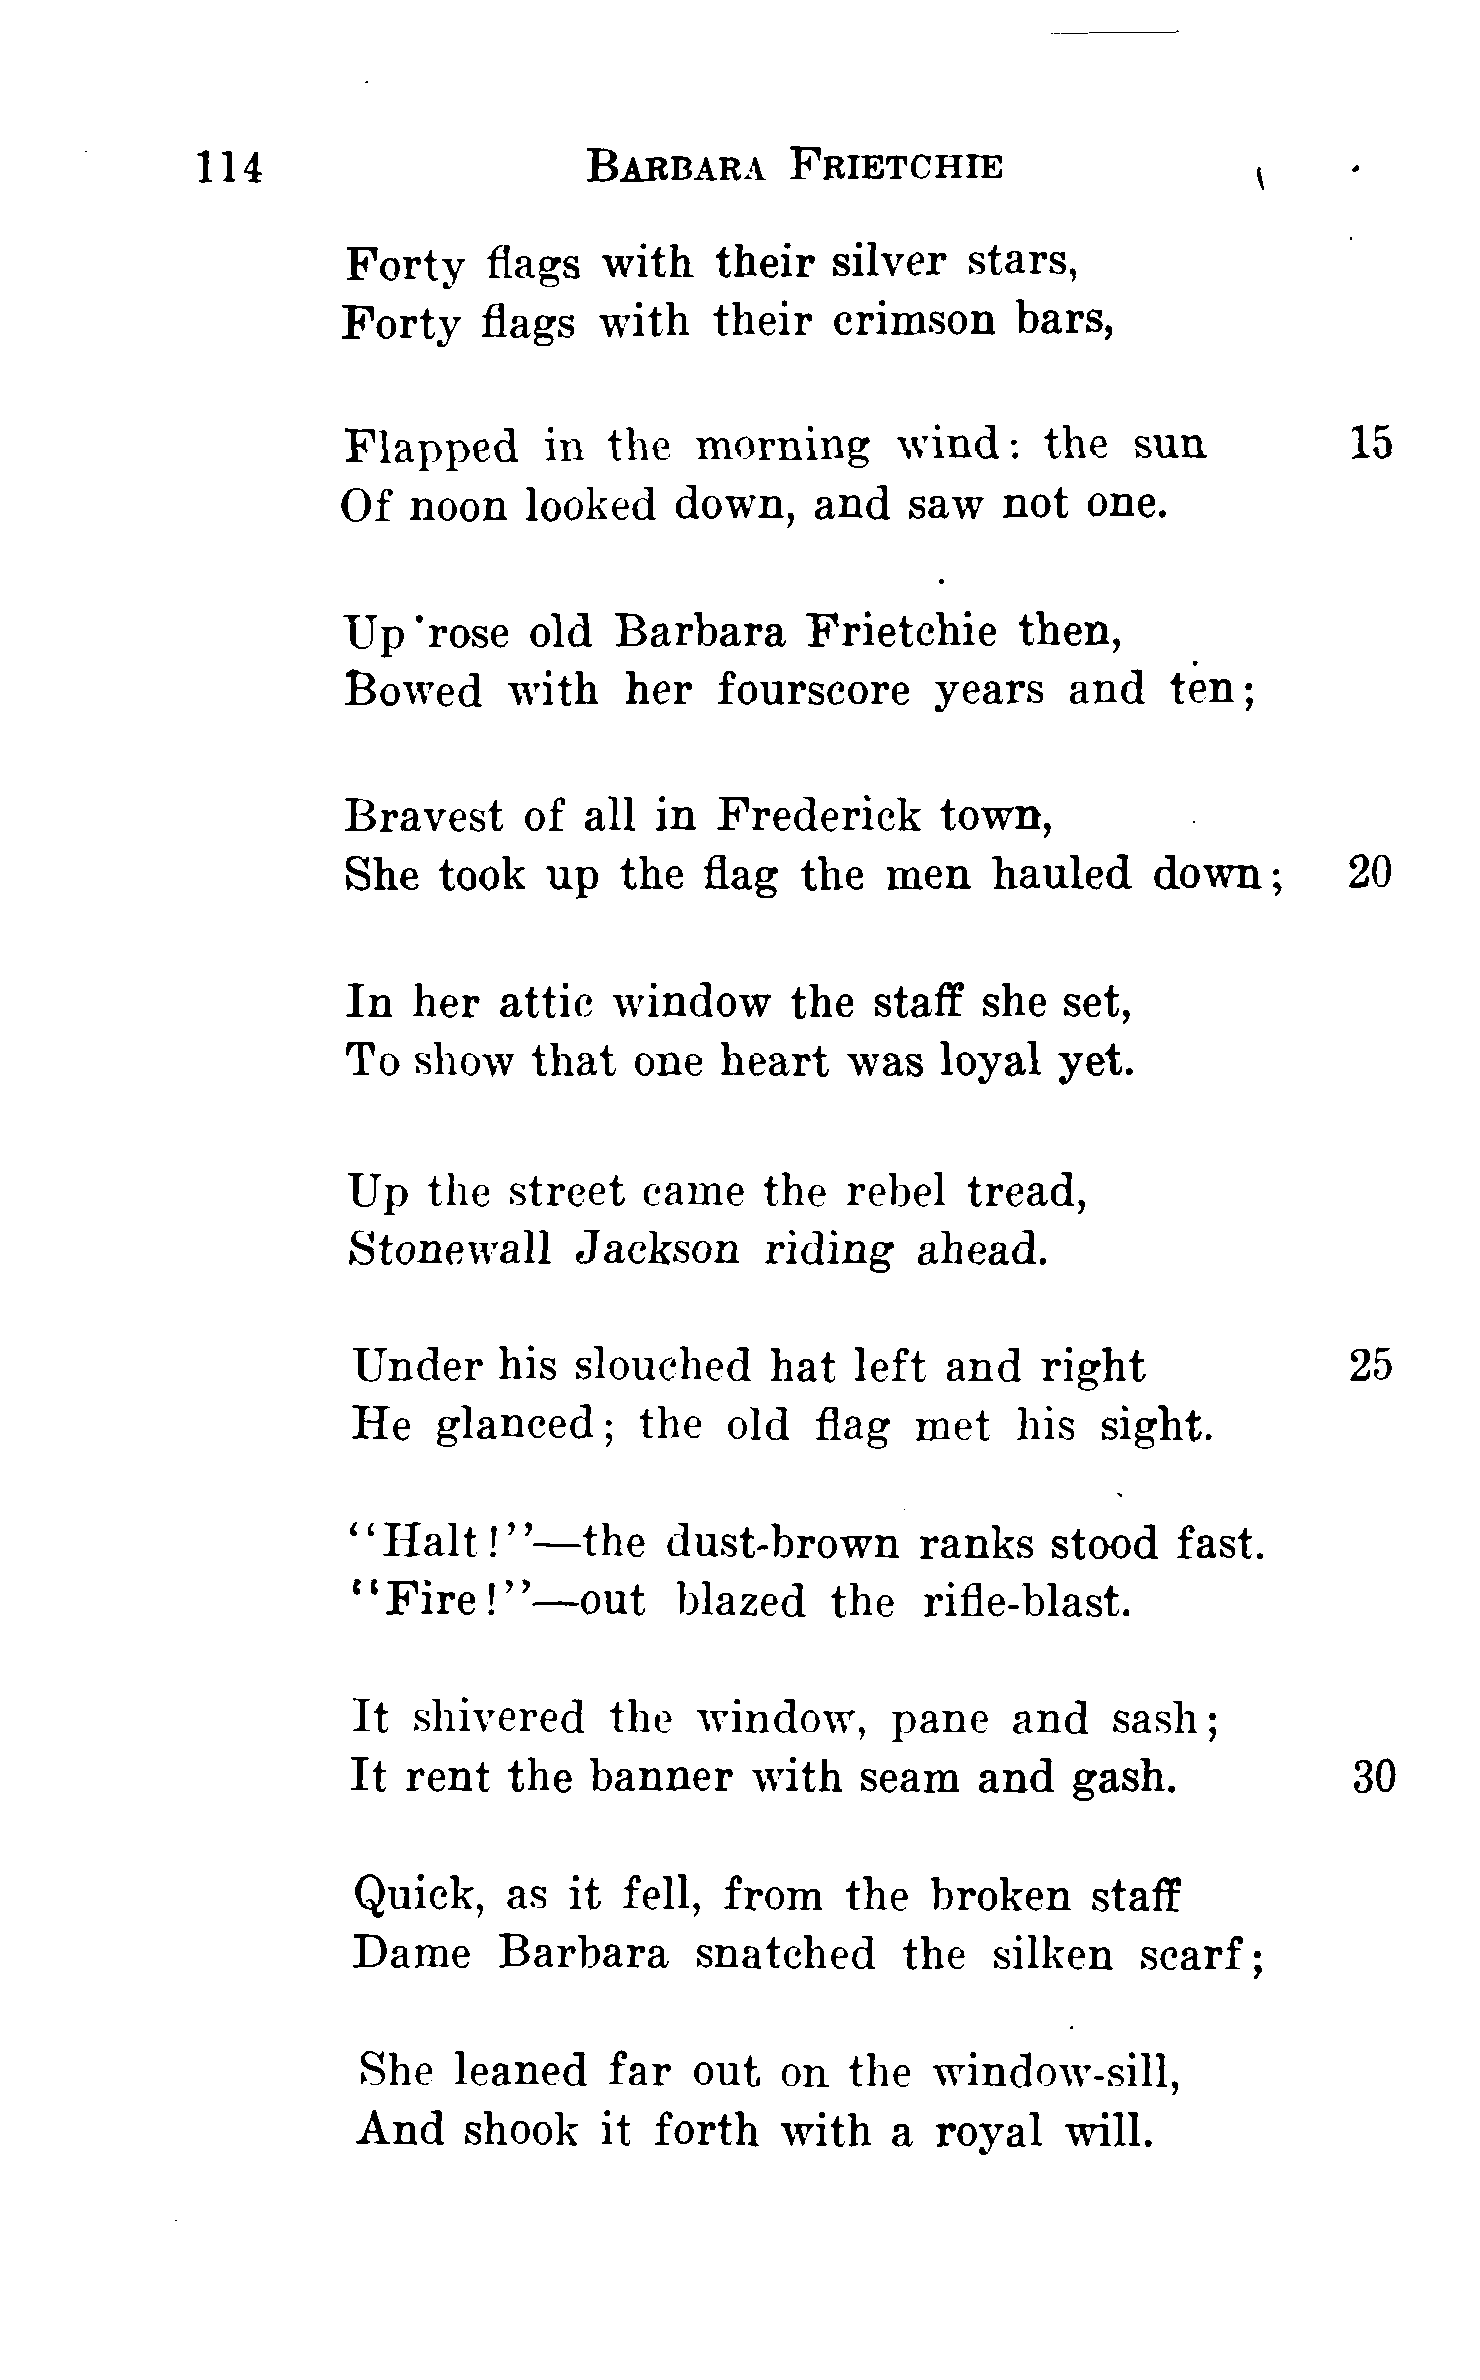 114 BARBARA FRIETCHIE
Forty flags with their silver stars,
Forty flags with their crimson bars,
Flapped in the morning wind: the sun 15
Of noon looked down, and saw not one.
Up rose old Barbara Frietchie then,
Bowed with her fourscore years and ten;
Bravest of all in Frederick town,
She took up the flag the men hauled down; 20
In her attic window the staff she set,
To show that one heart was loyal yet.
Up the street came the rebel tread,
Stonewall Jackson riding ahead.
Under his slouched hat left and right 25
He glanced; the old flag met his sight.
"Halt!"—the dust-brown ranks stood fast.
"Fire!"—out blazed the rifle-blast.
It shivered the window, pane and sash;
It rent the banner with seam and gash. 30
Quick, as it fell, from the broken staff
Dame Barbara snatched the silken scarf;
She leaned far out on the window-sill,
And shook it forth with a royal will.